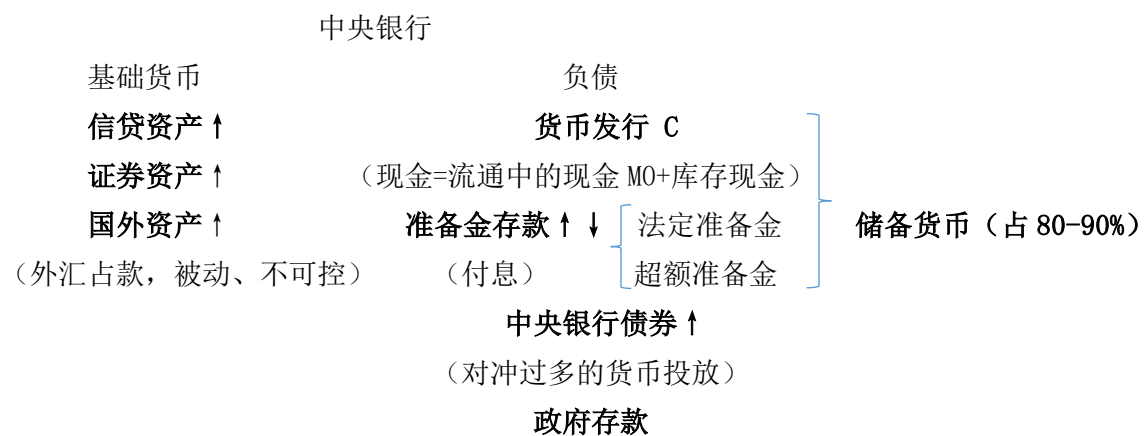 中央银行
基础货币 负债
信贷资产↑ 货币发行 C
证券资产↑ （现金=流通中的现金 M0+库存现金）
国外资产↑ 准备金存款↑↓ 法定准备金 储备货币（占 80-90%）
（外汇占款，被动、不可控） （付息） 超额准备金
中央银行债券↑
（对冲过多的货币投放）
政府存款